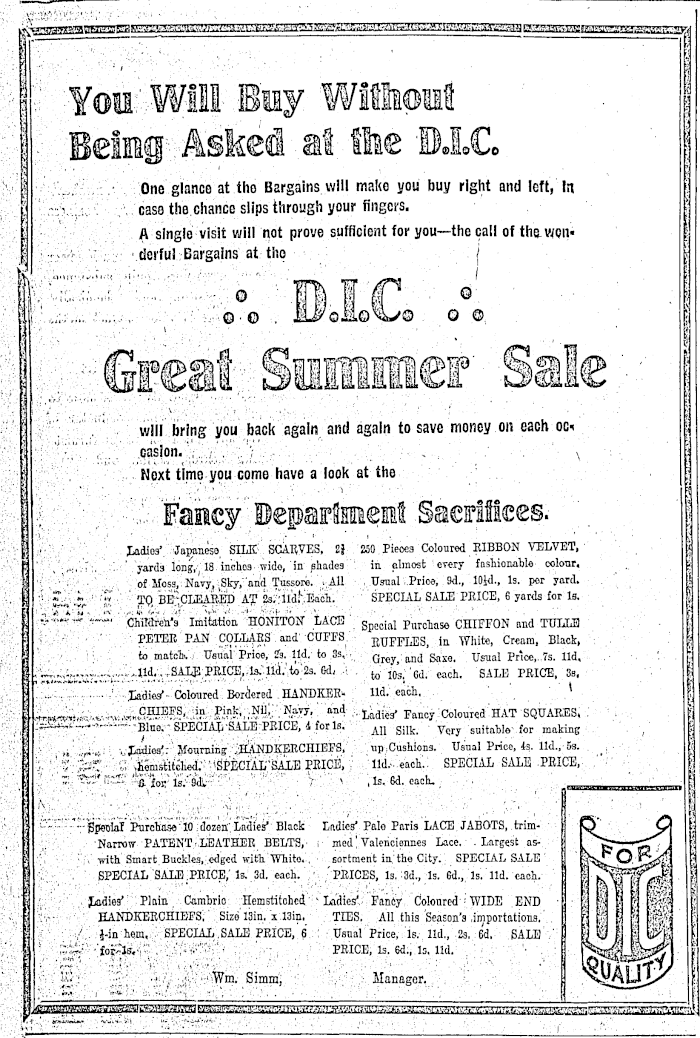 You Will Buy Without
Being Asked at the D.I.C.
One glance at the Bargains will make you buy right and left, in
case the chance slips through your fingers.
A single visit will not prove sufficient for you—the call of the won-
derful Bargains at the
D.I.C.
Great Summer Sale
will bring you back again and again to save money on each oc-
casion.
Next time you come have a look at the
Fancy Department Sacrifices.
Ladies' Japanese SILK SCARVES, 2¾
yards long, 18 inches wide, in shades
of Moss, Navy, Sky, and Tussore. All
TO BE CLEARED AT 2s. 11d. Each.
Children's Imitation HONITON LACE
PETER PAN COLLARS and CUFFS
to match. Usual Price, 2s. 11d. to 3s.
11d. SALE PRICE, 1s. 11d. to 2s. 6d.
Ladies' Coloured Bordered HANDKER-
CHIEFS, in Pink, Nil, Navy, and
Blue. SPECIAL SALE PRICE, 4 for 1s.
Ladies' Mourning HANDKERCHIEFS,
hemstitched. SPECIAL SALE PRICE,
for 1s. 9d.
250 Pieces Coloured RIBBON VELVET,
in almost every fashionable colour.
Usual Price, 9d., 10½d., 1s. per yard.
SPECIAL SALE PRICE, 6 yards for 1s.
Special Purchase CHIFFON and TULLE
RUFFLES, in White, Cream, Black,
Grey, and Saxe. Usual Price, 7s. 11d.
to 10s. 6d. each. SALE PRICE, 3s.
11d. each.
Ladies' Fancy Coloured HAT SQUARES,
All Silk. Very suitable for making
up Cushions. Usual Price, 4s. 11d., 5s.
11d. each. SPECIAL SALE PRICE,
1s. 6d. each.
Special Purchase 10 dozen Ladies' Black
Narrow PATENT LEATHER BELTS,
with Smart Buckles, edged with White.
SPECIAL SALE PRICE, 1s. 3d. each.
Ladies' Plain Cambric Hemstitched
HANDKERCHIEFS. Size 13in. x 13in.
-in hem. SPECIAL SALE PRICE, 6
for 1s.
Ladies' Pale Paris LACE JABOTS, trim-
med Valenciennes Lace. Largest as-
sortment in the City. SPECIAL SALE
PRICES, 1s. 3d., 1s. 6d., 1s. 11d. each.
Ladies' Fancy Coloured WIDE END
TIES. All this Season's importations.
Usual Price, 1s. 11d., 2s. 6d. SALE
PRICE, 1s. 6d., 1s. 11d.
Wm. Simm, Manager.
FOR
DIC
QUALITY